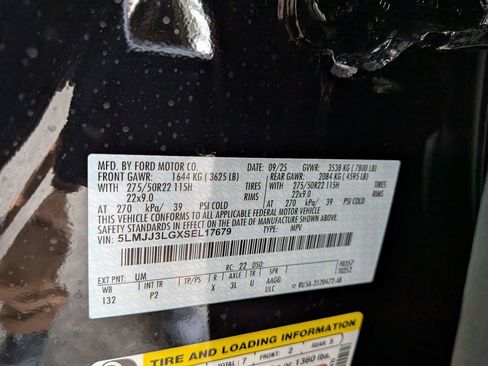 MFD. BY FORD MOTOR CO.
09/25 GVWR: 3538 KG ( 7800 LB)
FRONT GAWR: 1644 KG ( 3625 LB) REAR GAWR: 2084 KG ( 4595 LB)
WITH 275/50R22 115H TIRES WITH 275/50R22 115H TIRES
22x9.0 RIMS 22x9.0 RIMS
AT 270 kPa/ 39 PSI COLD AT 270 kPa/ 39 PSI COLD
THIS VEHICLE CONFORMS TO ALL APPLICABLE FEDERAL MOTOR VEHICLE
SAFETY STANDARDS IN EFFECT ON THE DATE OF MANUFACTURE SHOWN ABOVE.
VIN: 5LMJJ3LGXSEL17679 TYPE: MPV
EXT PNT: UM RC: 22 DSO:
WB INT TR TP/PS R AXLE TR SPR
132 P2 X 3L U AAGG
ULC
TIRE AND LOADING INFORMATION
TOTAL: 7 FRONT: 2 REAR: 5
1360